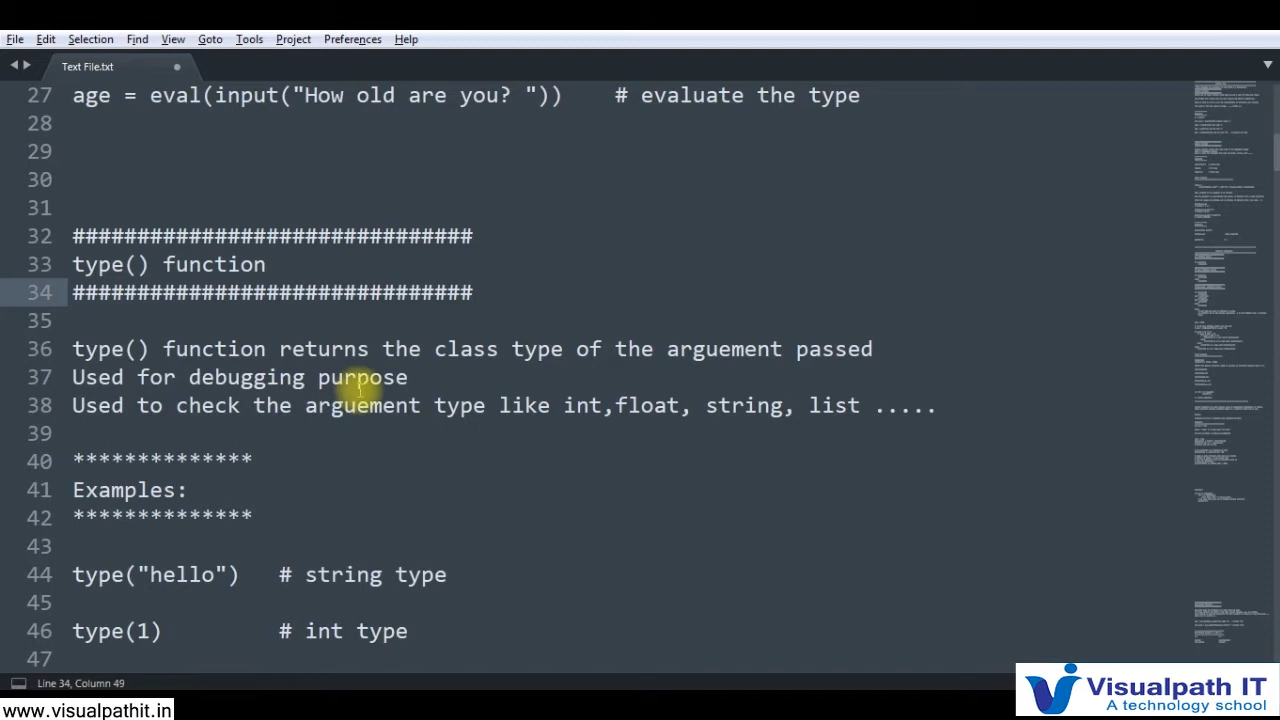 File Edit Selection Find View Goto Tools Project Preferences Help
Text File.txt
27 age = eval(input("How old are you? ")) # evaluate the type
28
29
30
31
32 ###############################
33 type() function
34 ###############################
35
36 type() function returns the class type of the arguement passed
37 Used for debugging purpose
38 Used to check the arguement type like int,float, string, list .....
39
40 **************
41 Examples:
42 **************
43
44 type("hello") # string type
45
46 type(1) # int type
47
Line 34, Column 49
Visualpath IT
A technology school
www.visualpathit.in